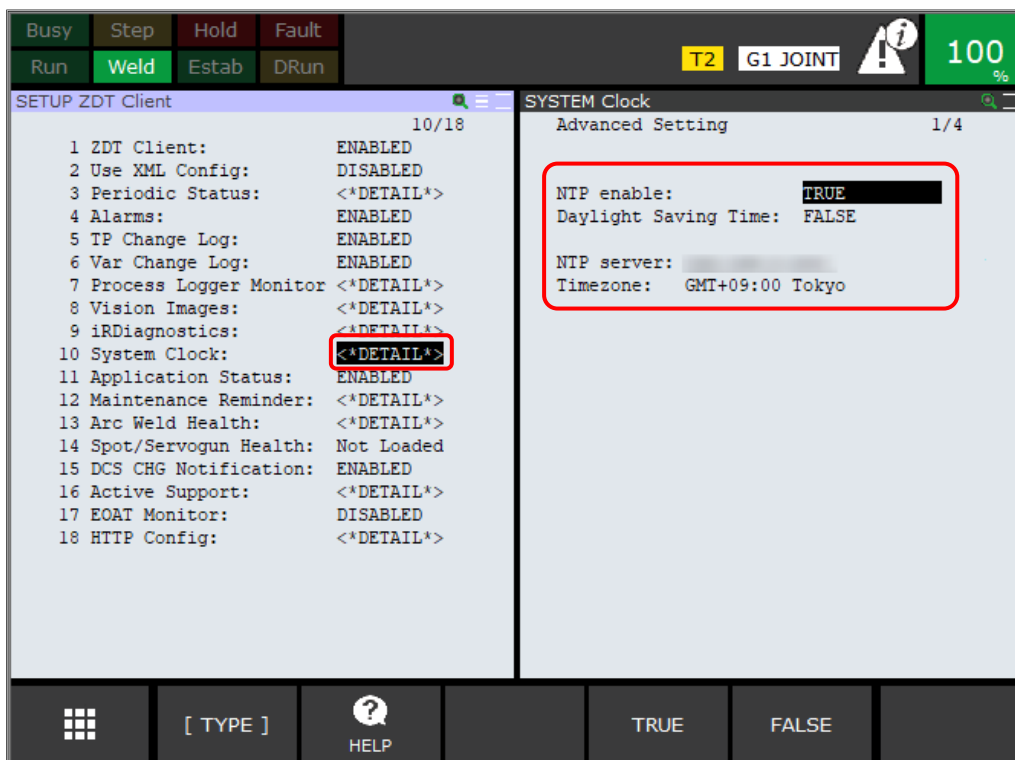 Busy Step Hold Fault
Run Weld Estab DRun
T2 G1 JOINT
100
%
SETUP ZDT Client
10/18
1 ZDT Client: ENABLED
2 Use XML Config: DISABLED
3 Periodic Status: <*DETAIL*>
4 Alarms: ENABLED
5 TP Change Log: ENABLED
6 Var Change Log: ENABLED
7 Process Logger Monitor <*DETAIL*>
8 Vision Images: <*DETAIL*>
9 iRDiagnostics: <*DETAIL*>
10 System Clock: <*DETAIL*>
11 Application Status: ENABLED
12 Maintenance Reminder: <*DETAIL*>
13 Arc Weld Health: <*DETAIL*>
14 Spot/Servogun Health: Not Loaded
15 DCS CHG Notification: ENABLED
16 Active Support: <*DETAIL*>
17 EOAT Monitor: DISABLED
18 HTTP Config: <*DETAIL*>
SYSTEM Clock
Advanced Setting 1/4
NTP enable: TRUE
Daylight Saving Time: FALSE
NTP server:
Timezone: GMT+09:00 Tokyo
[ TYPE ]
HELP
TRUE
FALSE